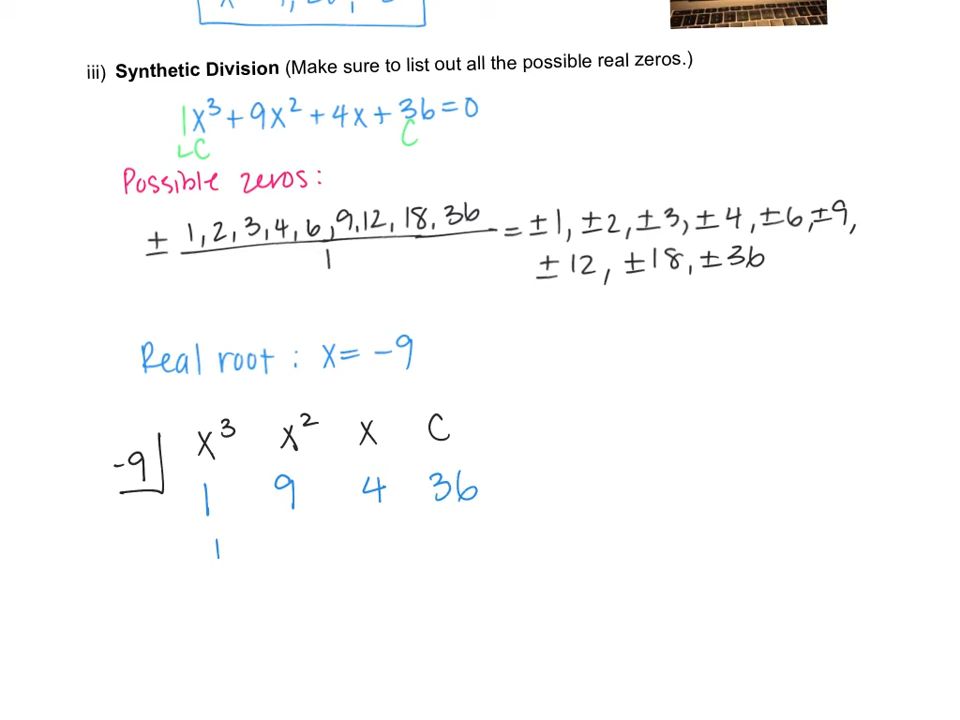 iii) Synthetic Division (Make sure to list out all the possible real zeros.)
1x³+9x²+4x+36=0
LC C
Possible zeros:
± 1,2,3,4,6,9,12,18,36 / 1 = ±1, ±2, ±3, ±4, ±6, ±9,
±12, ±18, ±36
Real root: x= -9
-9 x³ x² x C
1 9 4 36
1